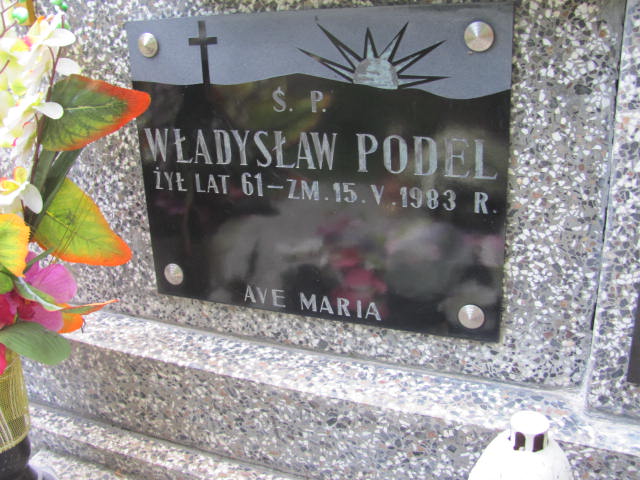 Ś. P.
WŁADYSŁAW PODEL
ŻYŁ LAT 61 – ZM. 15. V. 1983 R.
AVE MARIA